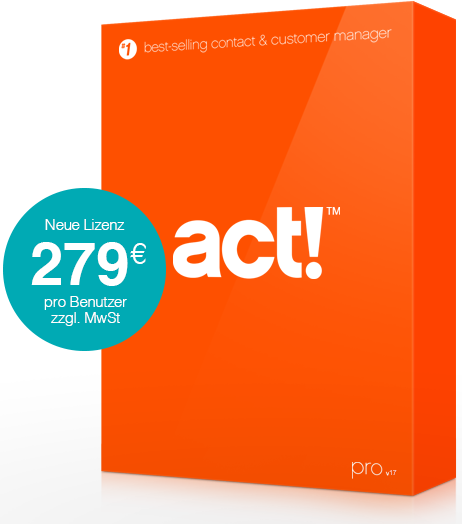 #1 best-selling contact & customer manager
Neue Lizenz
279€
pro Benutzer
zzgl. MwSt
act!™
pro v17